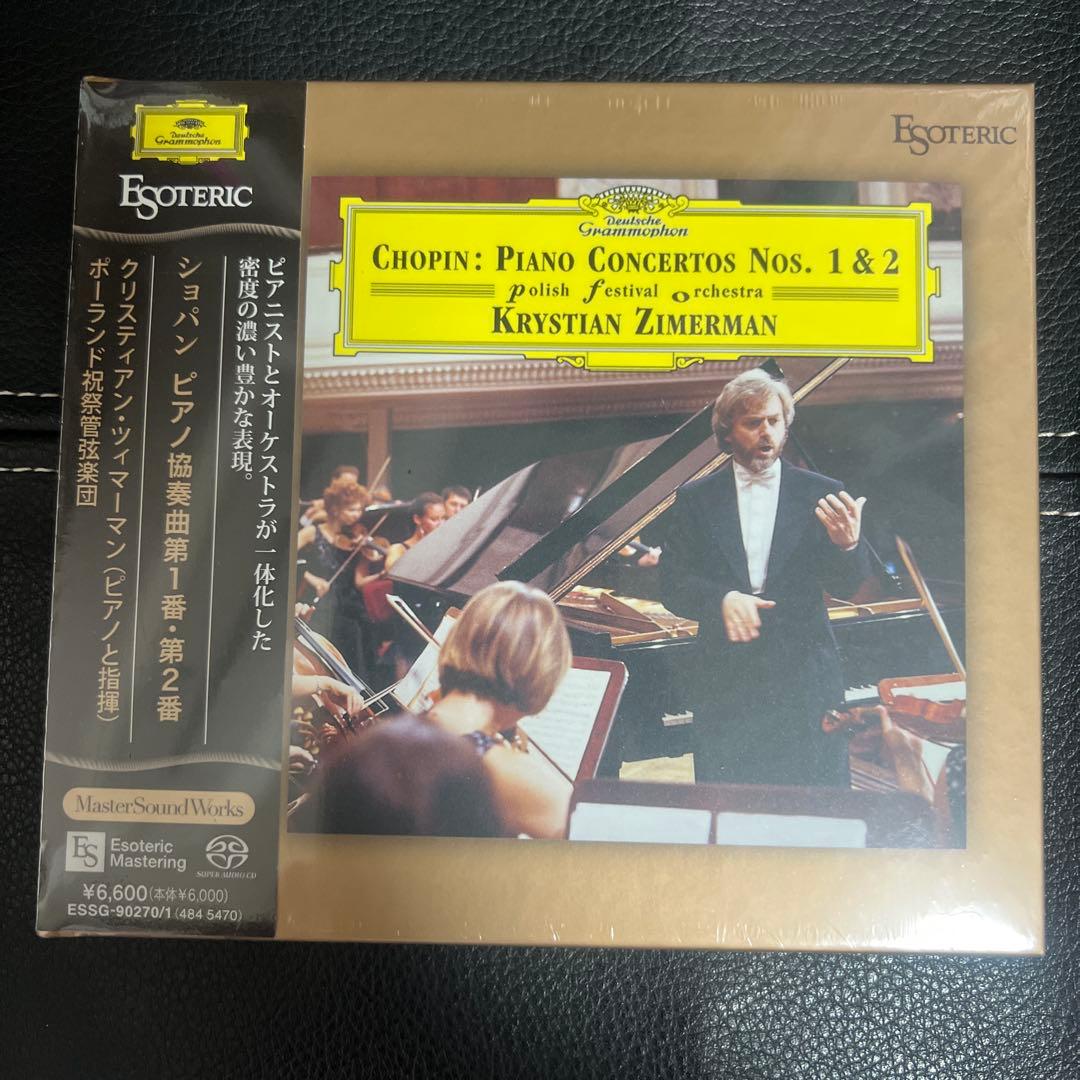 Deutsche
Grammophon
ESOTERIC
ピアニストとオーケストラが一体化した
密度の濃い豊かな表現。
ショパン ピアノ協奏曲第1番・第2番
クリスティアン・ツィマーマン(ピアノと指揮)
ポーランド祝祭管弦楽団
MasterSoundWorks
ES
Esoteric
Mastering
SUPER AUDIO CD
¥6,600(本体¥6,000)
ESSG-90270/1(484 5470)
ESOTERIC
Deutsche
Grammophon
CHOPIN: PIANO CONCERTOS NOS. 1 & 2
polish festival orchestra
KRYSTIAN ZIMERMAN